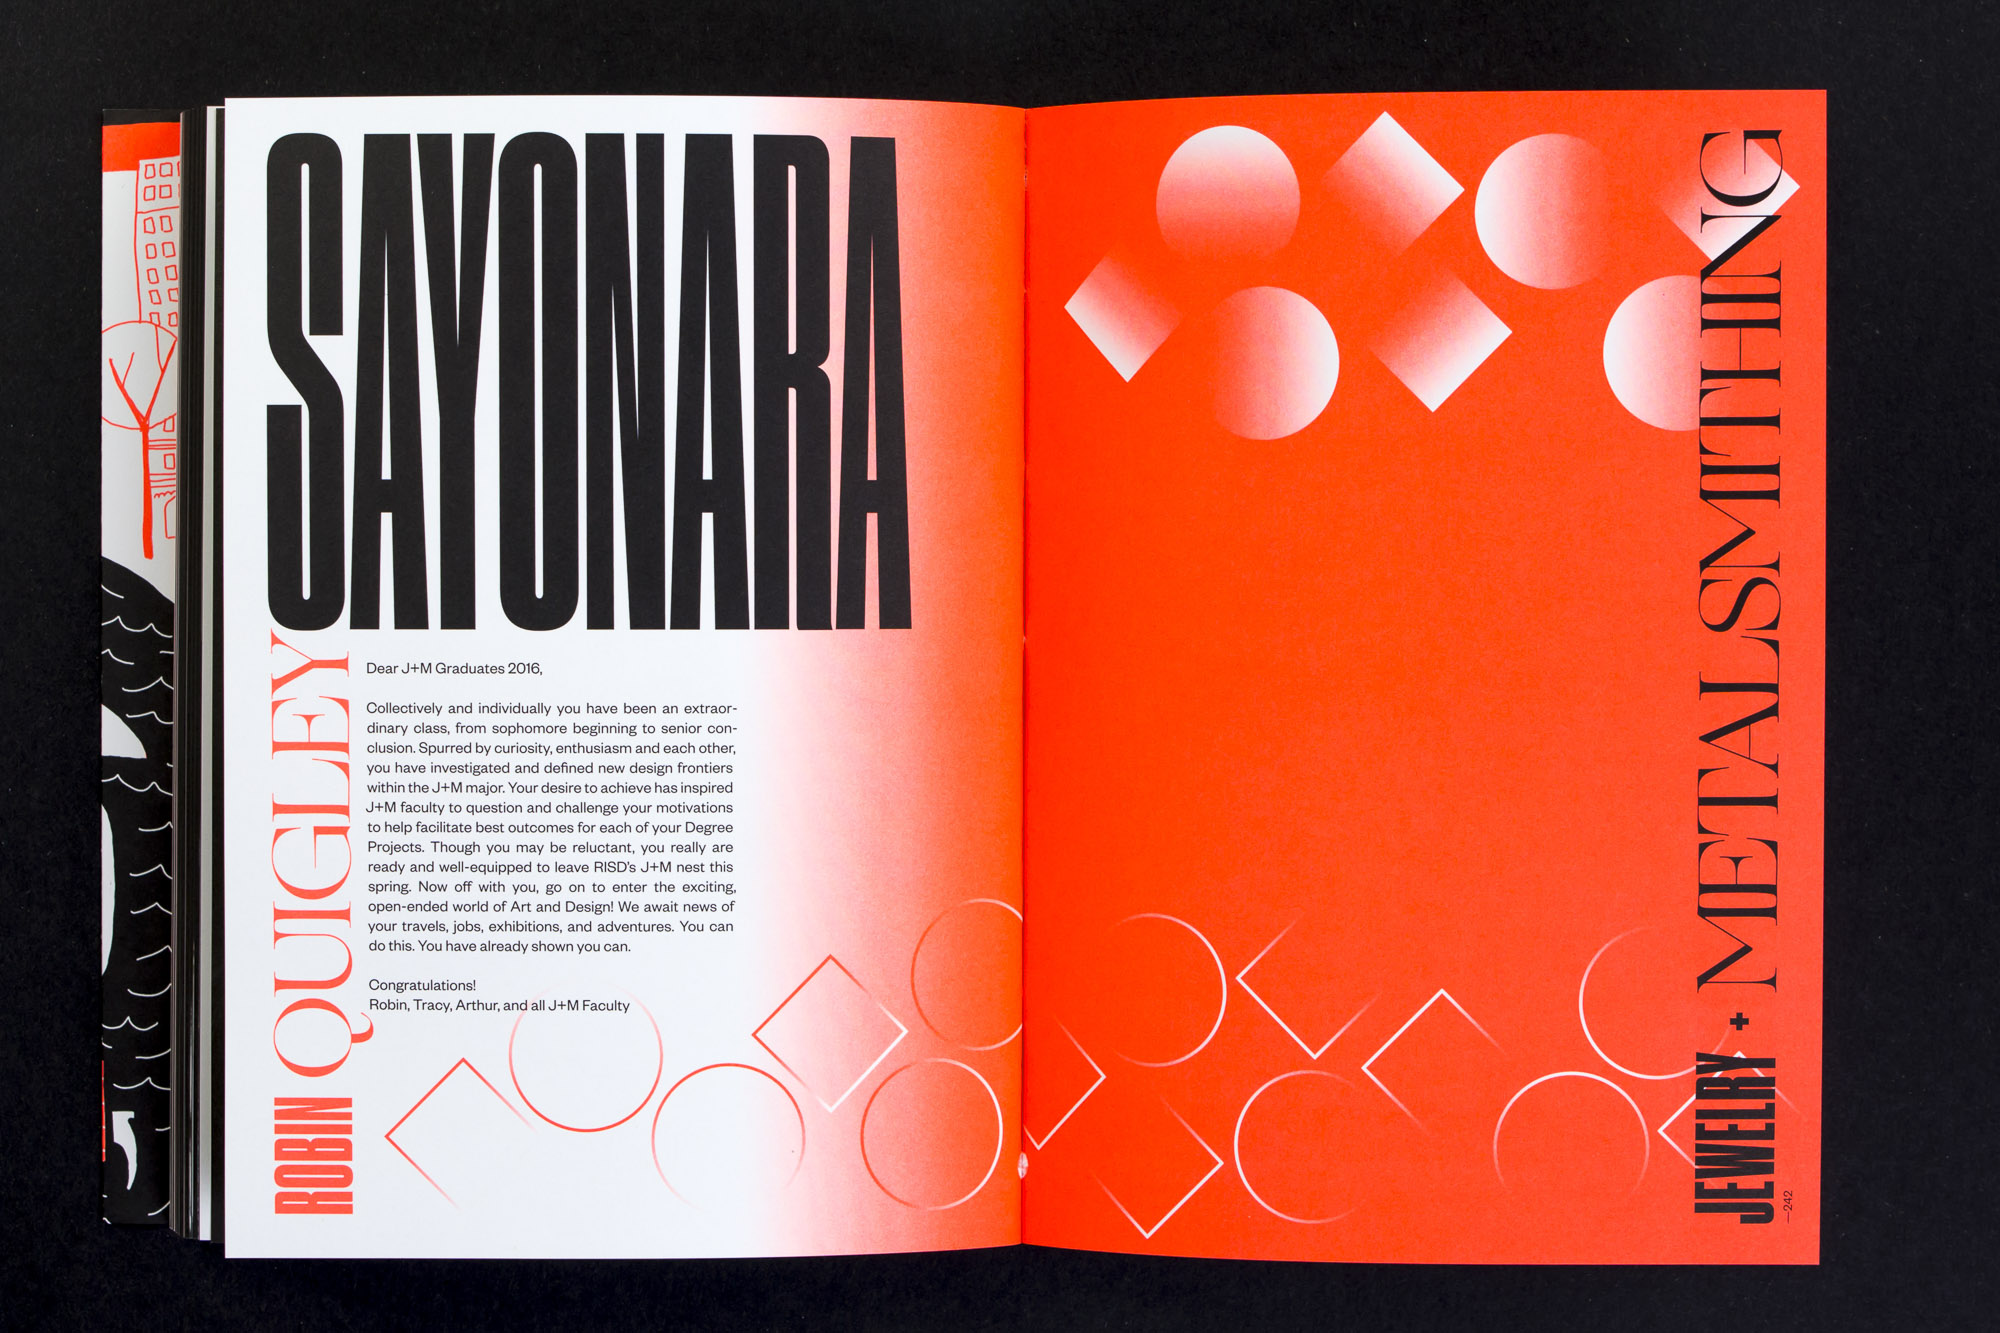 SAYONARA
ROBIN QUIGLEY
Dear J+M Graduates 2016,
Collectively and individually you have been an extraor-
dinary class, from sophomore beginning to senior con-
clusion. Spurred by curiosity, enthusiasm and each other,
you have investigated and defined new design frontiers
within the J+M major. Your desire to achieve has inspired
J+M faculty to question and challenge your motivations
to help facilitate best outcomes for each of your Degree
Projects. Though you may be reluctant, you really are
ready and well-equipped to leave RISD's J+M nest this
spring. Now off with you, go on to enter the exciting,
open-ended world of Art and Design! We await news of
your travels, jobs, exhibitions, and adventures. You can
do this. You have already shown you can.
Congratulations!
Robin, Tracy, Arthur, and all J+M Faculty
JEWELRY + METALSMITHING
—242